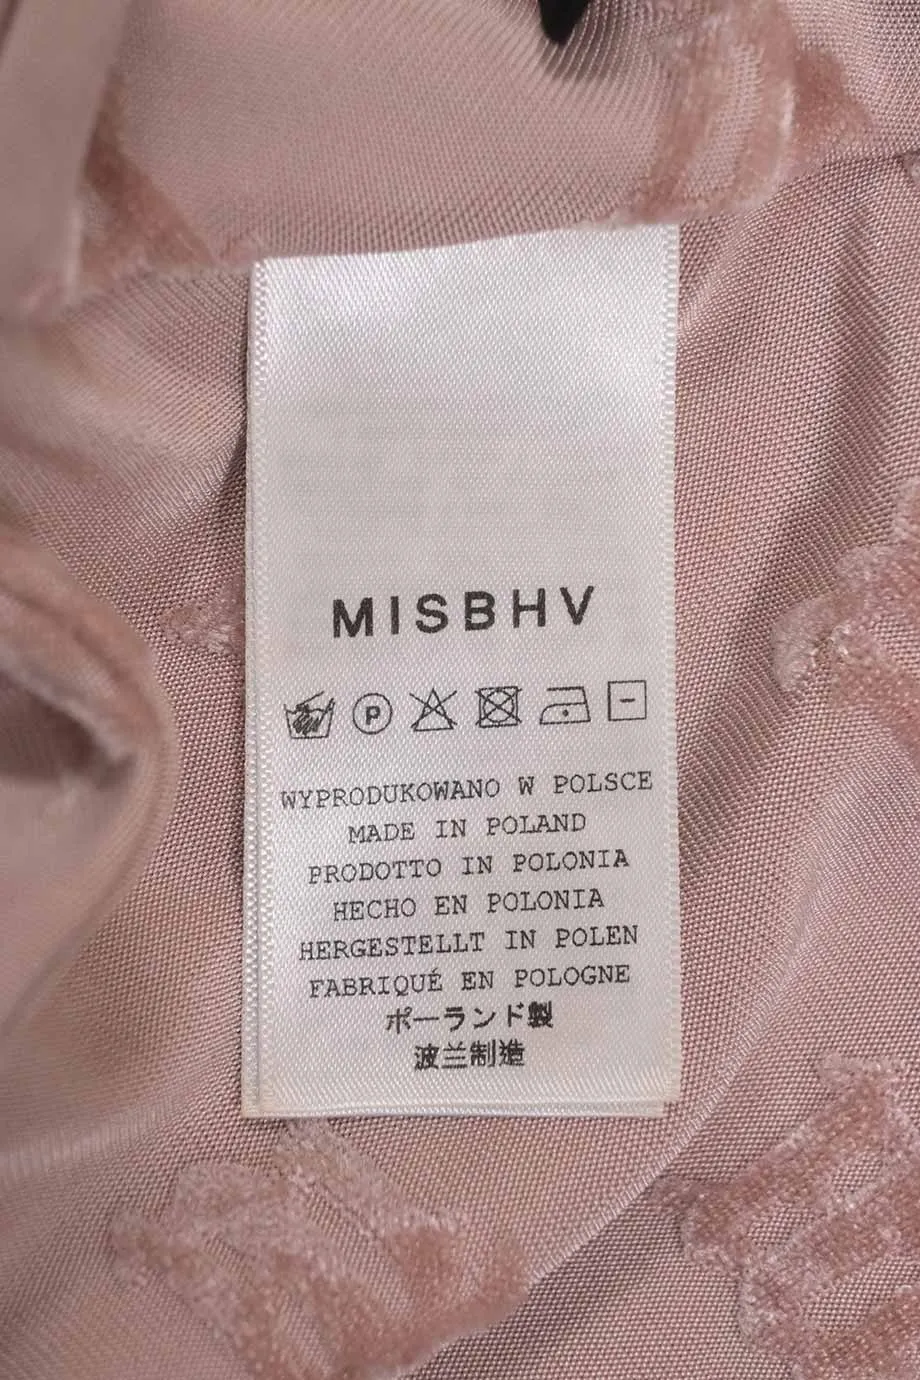 MISBHV
P
WYPRODUKOWANO W POLSCE
MADE IN POLAND
PRODOTTO IN POLONIA
HECHO EN POLONIA
HERGESTELLT IN POLEN
FABRIQUÉ EN POLOGNE
ポーランド製
波兰制造